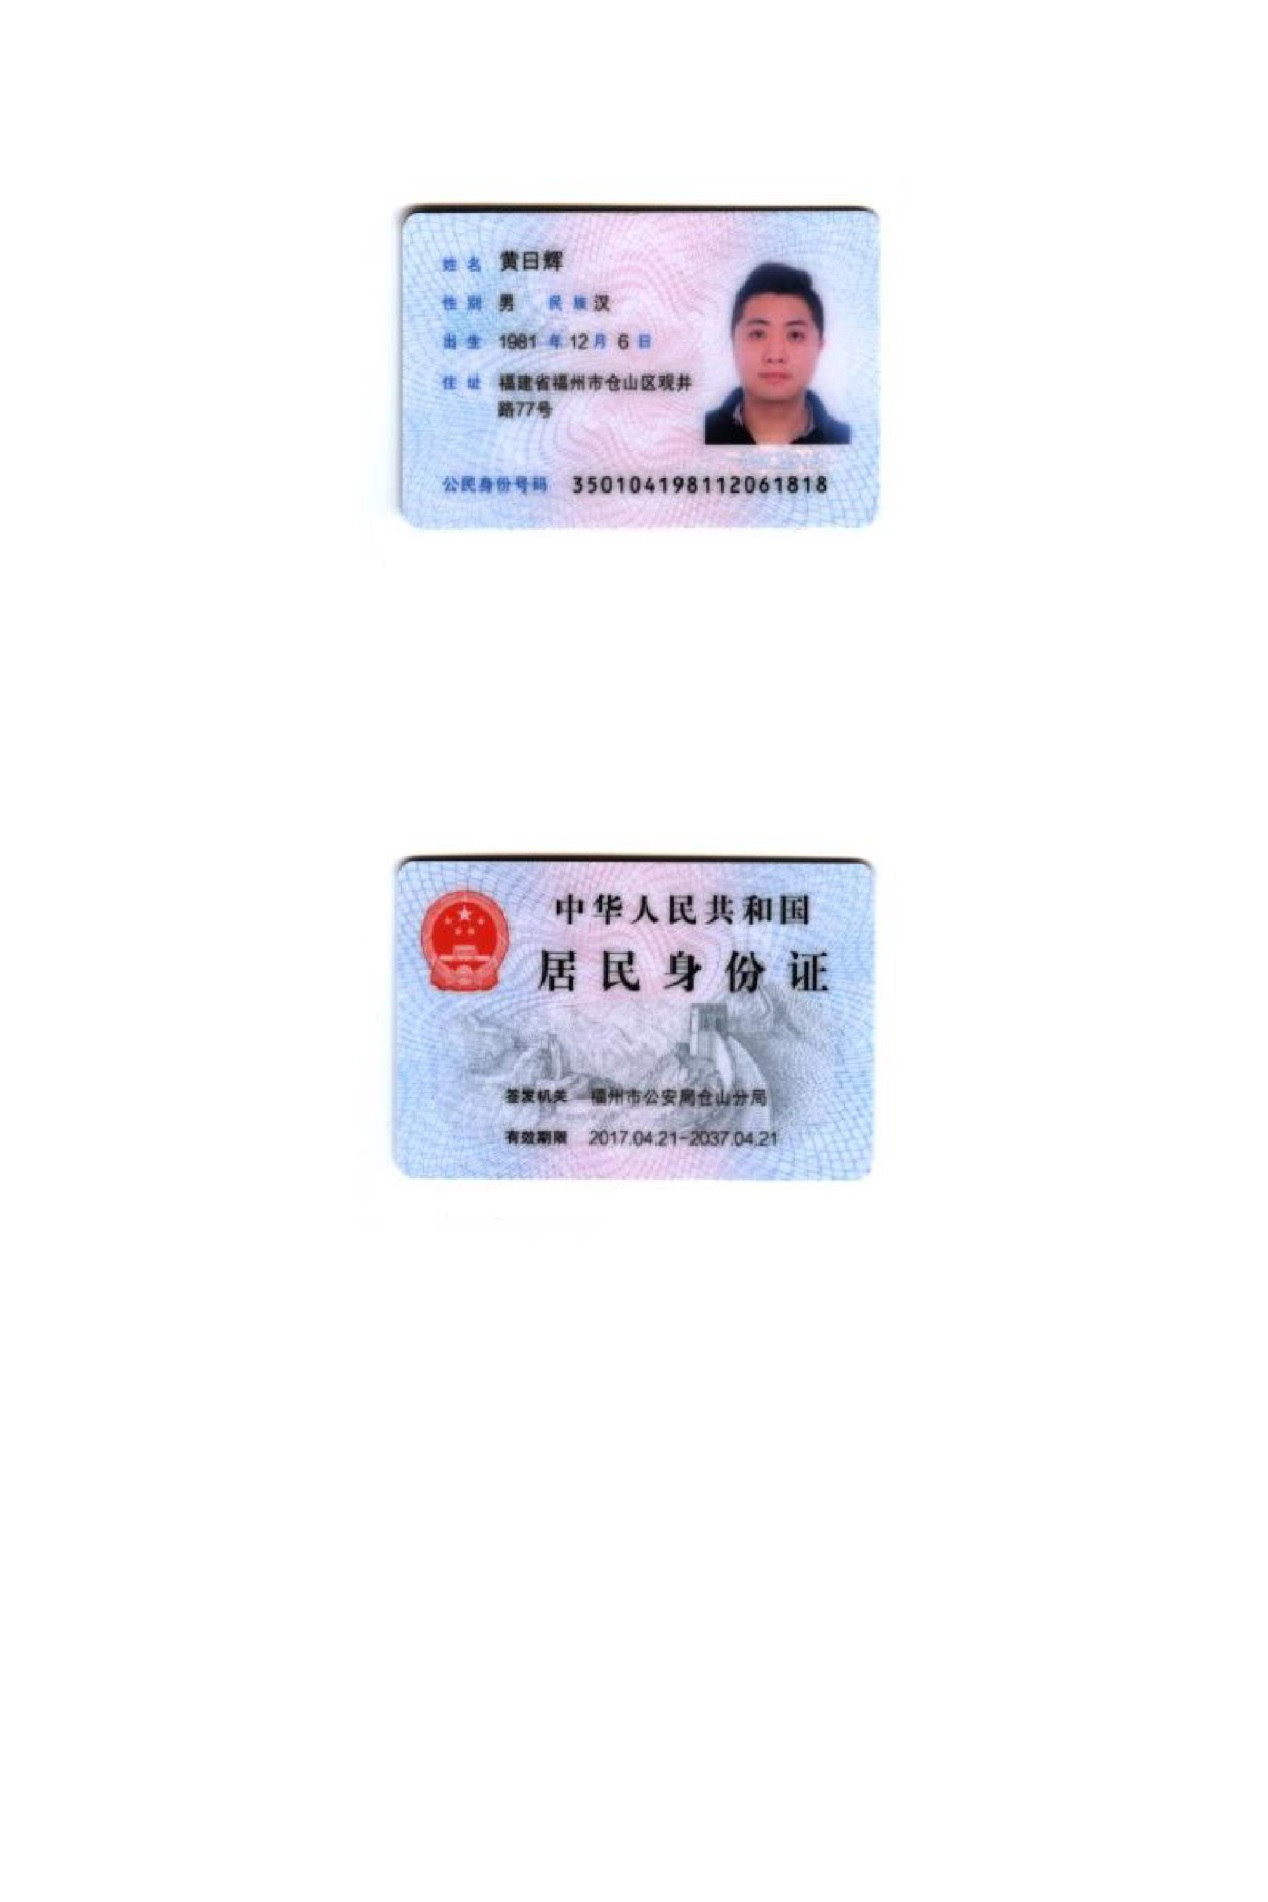 姓名 黄日辉
性别 男 民族 汉
出生 1981 年 12 月 6 日
住址 福建省福州市仓山区观井
路77号
公民身份号码 350104198112061818
中华人民共和国
居民身份证
签发机关 福州市公安局仓山分局
有效期限 2017.04.21-2037.04.21